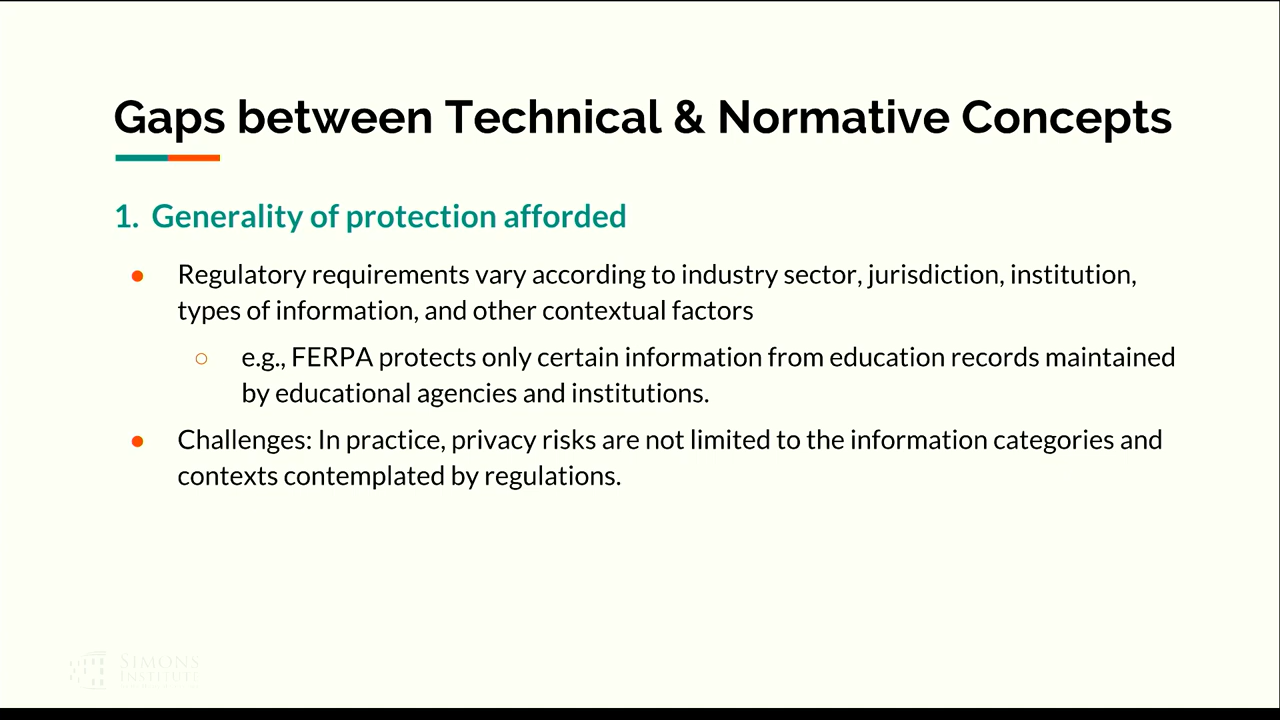 Gaps between Technical & Normative Concepts
1. Generality of protection afforded
● Regulatory requirements vary according to industry sector, jurisdiction, institution,
types of information, and other contextual factors
○ e.g., FERPA protects only certain information from education records maintained
by educational agencies and institutions.
● Challenges: In practice, privacy risks are not limited to the information categories and
contexts contemplated by regulations.
SIMONS
INSTITUTE